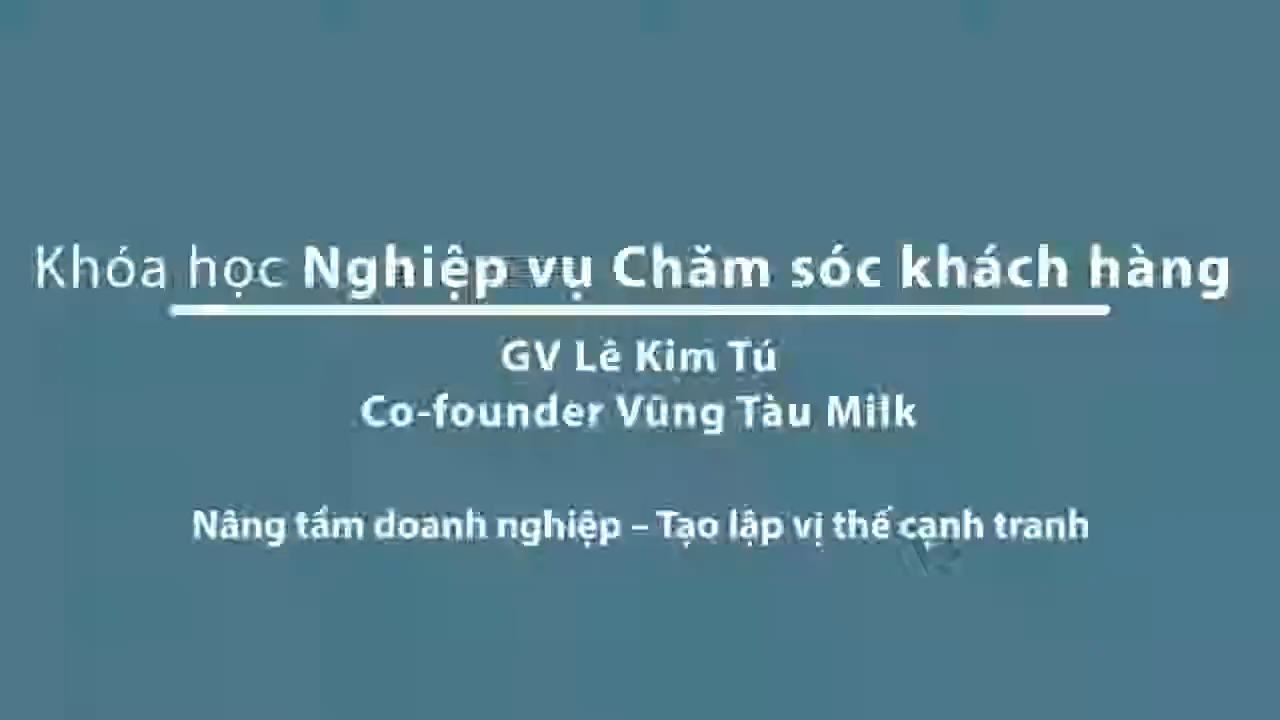 Khóa học Nghiệp vụ Chăm sóc khách hàng
GV Lê Kim Tú
Co-founder Vũng Tàu Milk
Nâng tầm doanh nghiệp – Tạo lập vị thế cạnh tranh